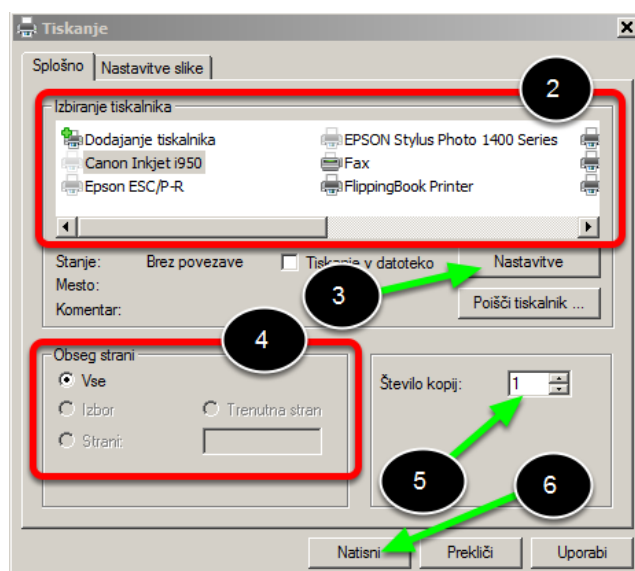 Tiskanje
Splošno Nastavitve slike
2
Izbiranje tiskalnika
Dodajanje tiskalnika EPSON Stylus Photo 1400 Series
Canon Inkjet i950 Fax
Epson ESC/P-R FlippingBook Printer
Stanje: Brez povezave Tiskanje v datoteko Nastavitve
Mesto:
3
Komentar: Poišči tiskalnik ...
4
Obseg strani
Vse
Število kopij: 1
Izbor Trenutna stran
Strani:
5 6
Natisni Prekliči Uporabi